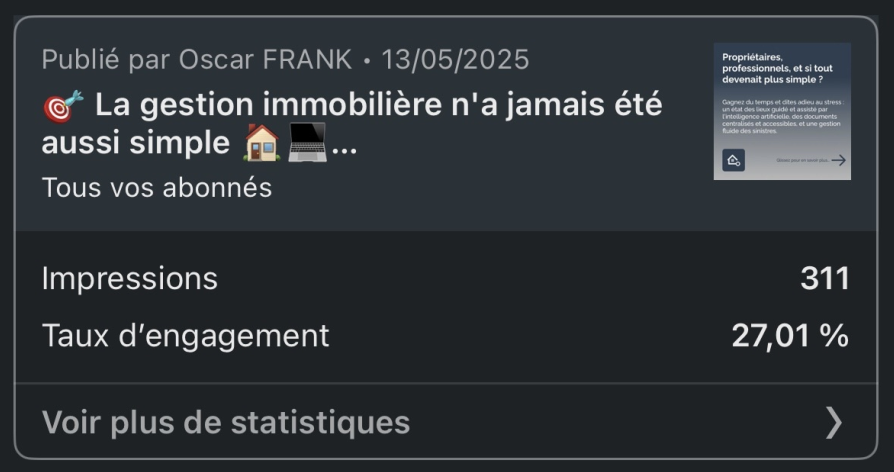 Publié par Oscar FRANK • 13/05/2025
🎯 La gestion immobilière n'a jamais été
aussi simple 🏠💻...
Tous vos abonnés
Propriétaires,
professionnels, et si tout
devenait plus simple ?
Gagnez du temps et dites adieu au stress :
un état des lieux guidé et assisté par
l'intelligence artificielle, des documents
centralisés et accessibles, et une gestion
fluide des sinistres.
Impressions 311
Taux d'engagement 27,01 %
Voir plus de statistiques